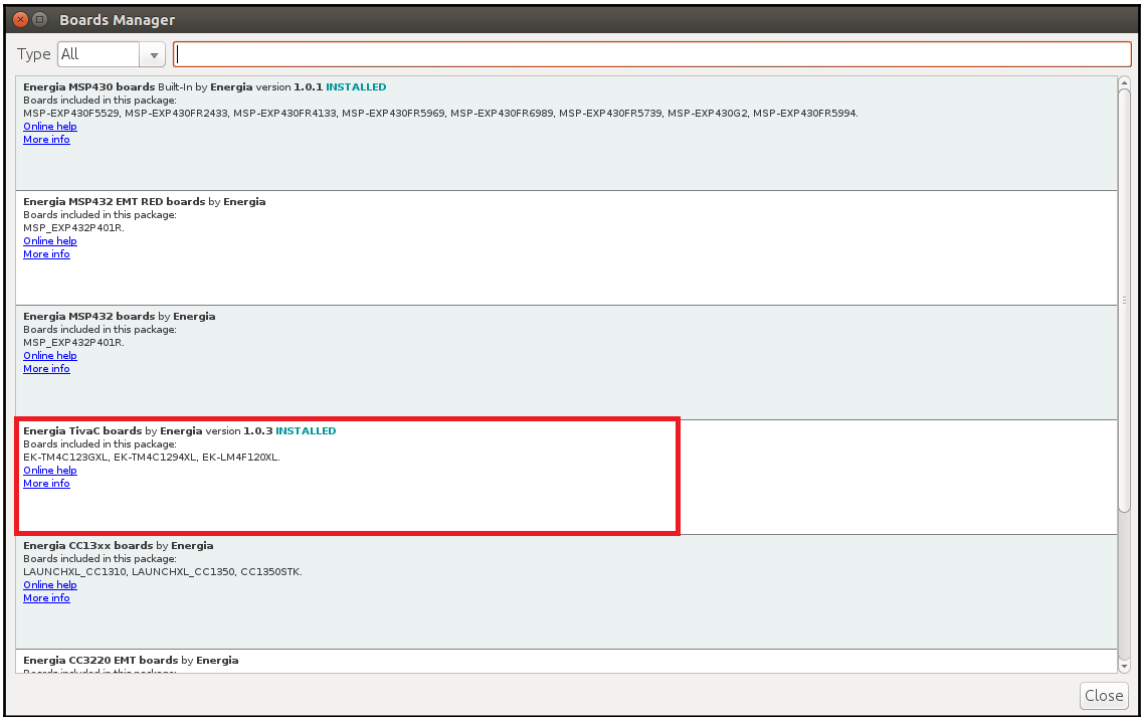 Boards Manager
Type All
Energia MSP430 boards Built-In by Energia version 1.0.1 INSTALLED
Boards included in this package:
MSP-EXP430F5529, MSP-EXP430FR2433, MSP-EXP430FR4133, MSP-EXP430FR5969, MSP-EXP430FR6989, MSP-EXP430FR5739, MSP-EXP430G2, MSP-EXP430FR5994.
Online help
More info
Energia MSP432 EMT RED boards by Energia
Boards included in this package:
MSP_EXP432P401R.
Online help
More info
Energia MSP432 boards by Energia
Boards included in this package:
MSP_EXP432P401R.
Online help
More info
Energia TivaC boards by Energia version 1.0.3 INSTALLED
Boards included in this package:
EK-TM4C123GXL, EK-TM4C1294XL, EK-LM4F120XL.
Online help
More info
Energia CC13xx boards by Energia
Boards included in this package:
LAUNCHXL_CC1310, LAUNCHXL_CC1350, CC1350STK.
Online help
More info
Energia CC3220 EMT boards by Energia
Boards included in this package:
Close